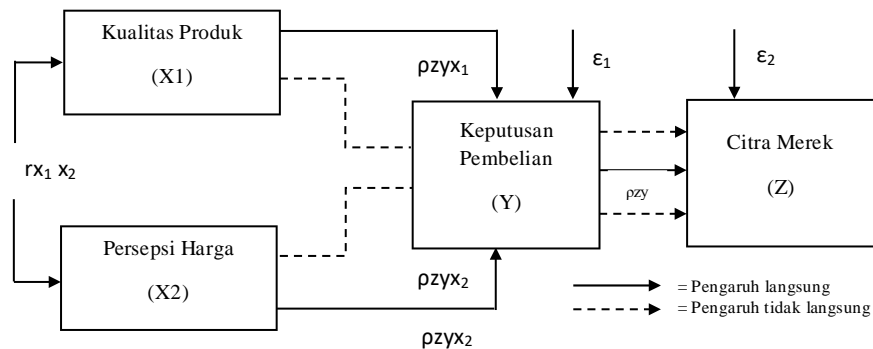 Kualitas Produk
(X1)
ρzyx₁
ε₁
ε₂
Keputusan
Pembelian
(Y)
Citra Merek
(Z)
rx₁ x₂
ρzy
Persepsi Harga
(X2)
ρzyx₂
ρzyx₂
= Pengaruh langsung
= Pengaruh tidak langsung